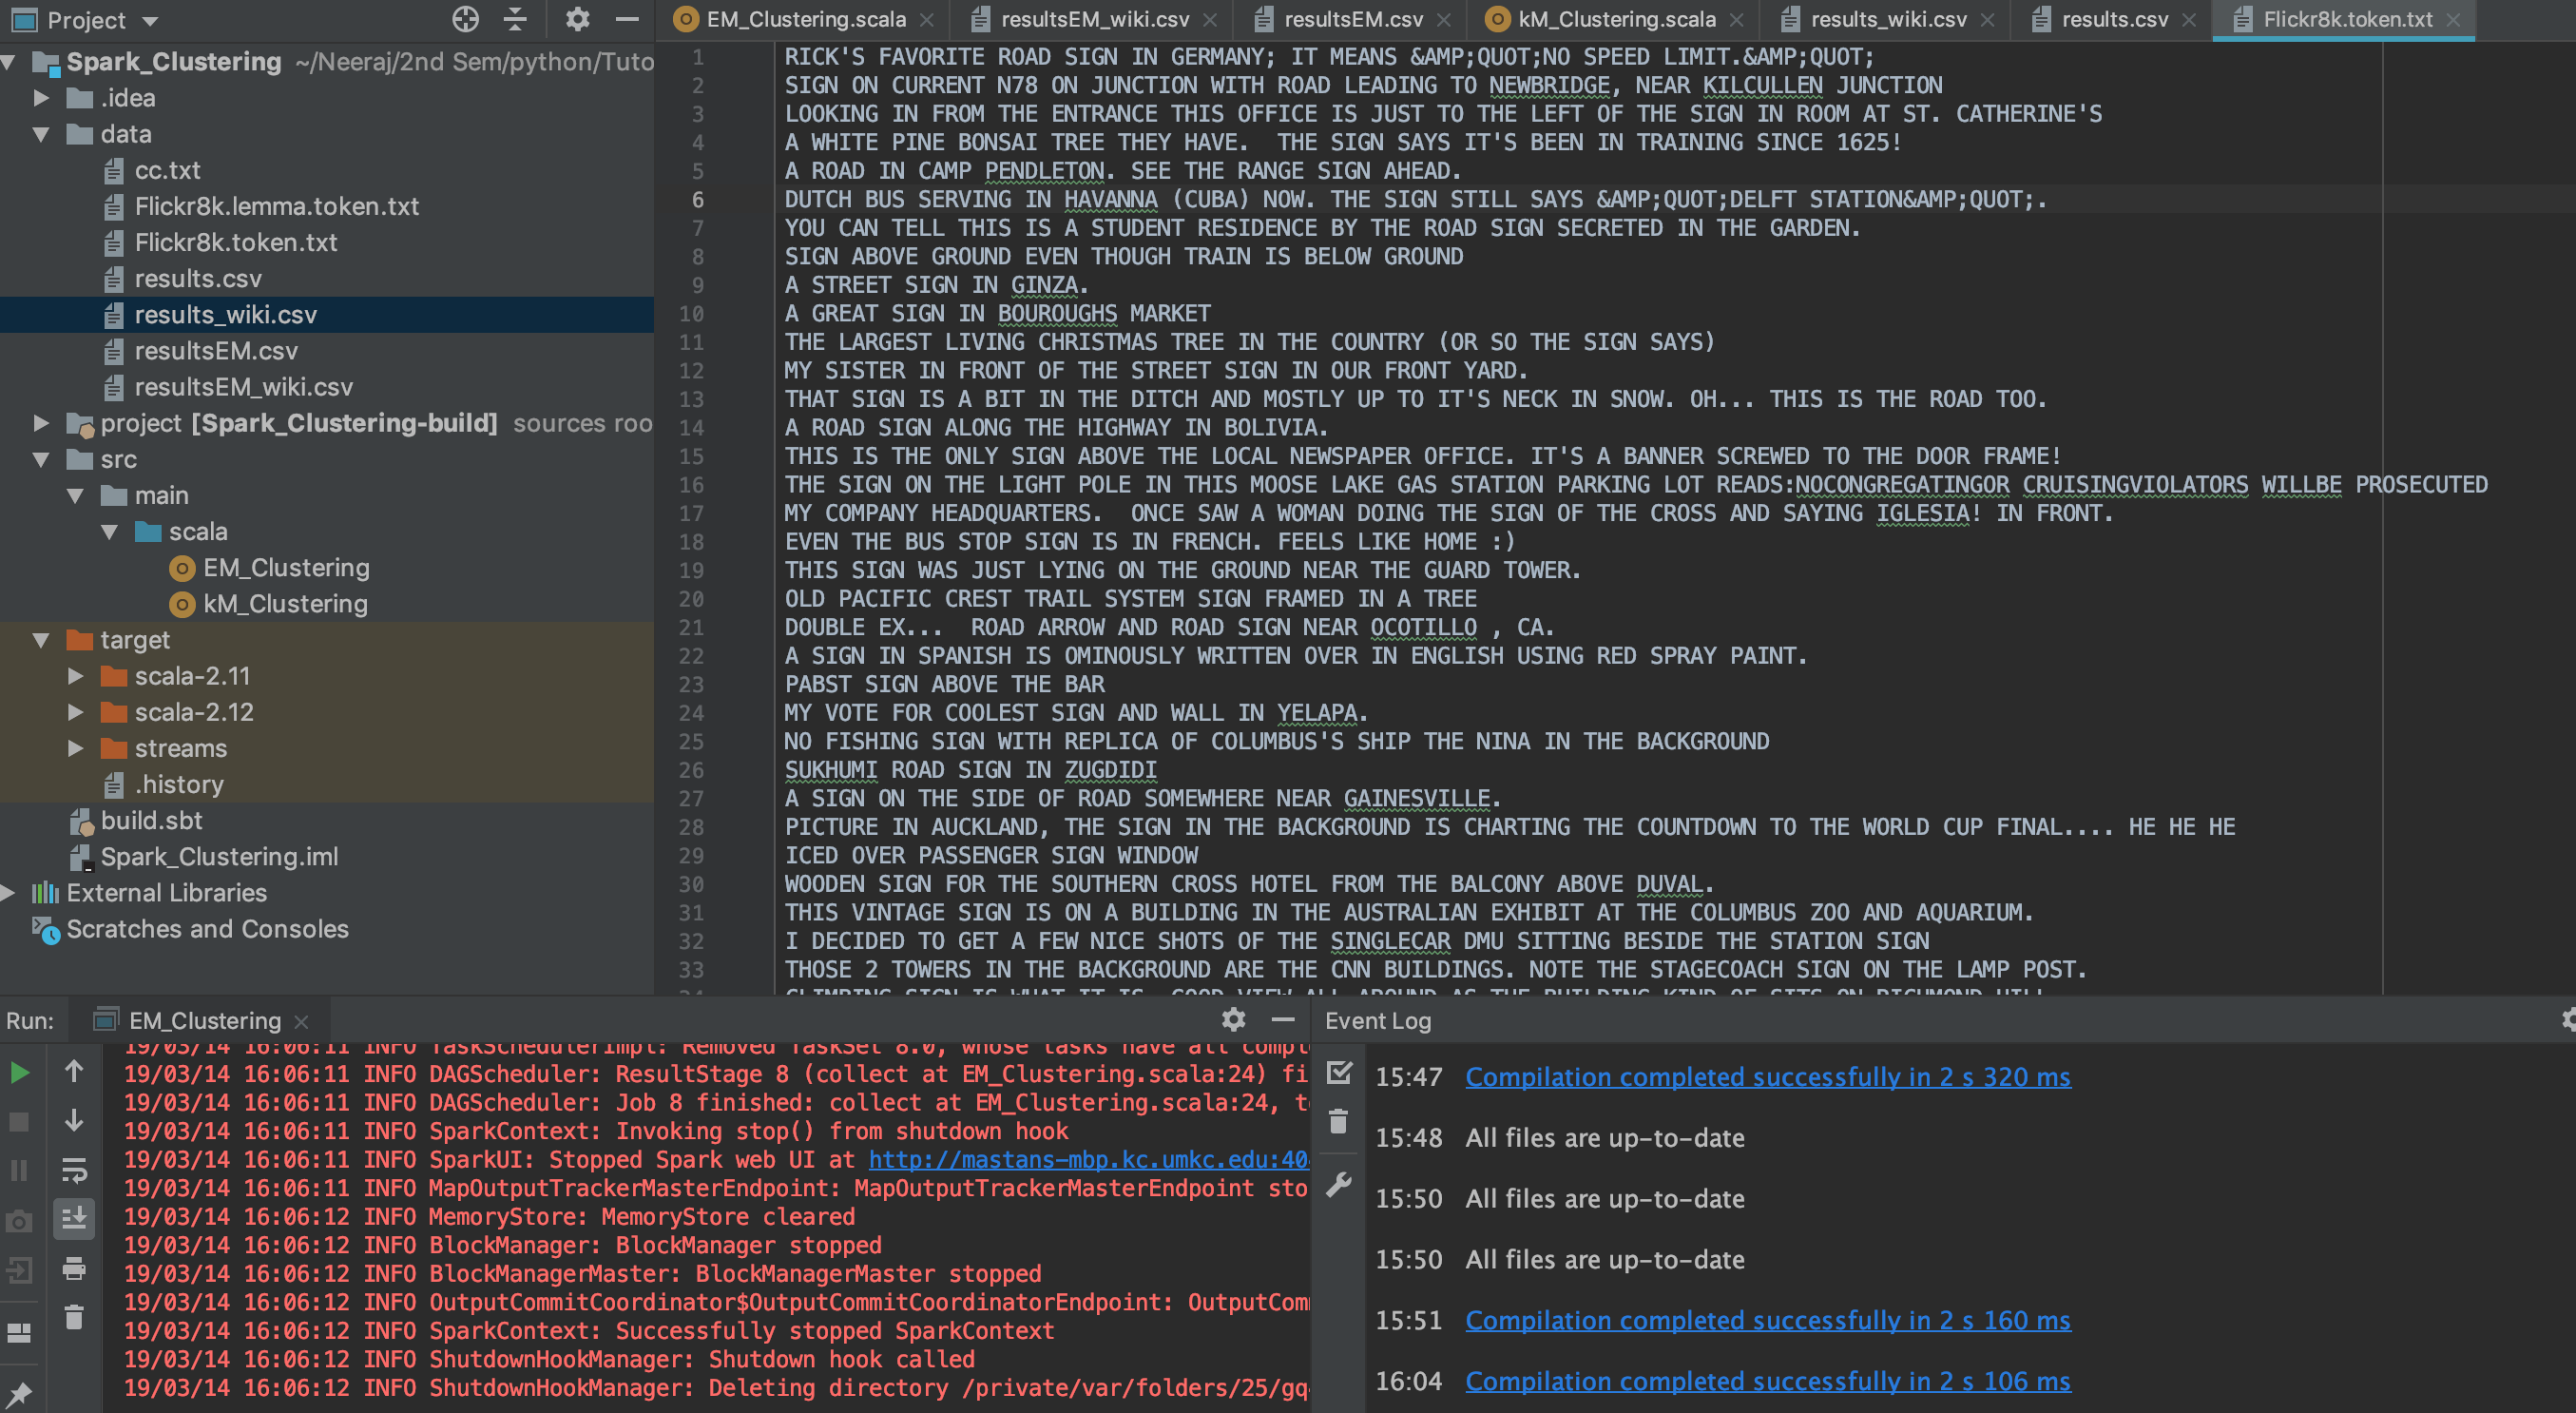 Project
Spark_Clustering ~/Neeraj/2nd Sem/python/Tuto
.idea
data
cc.txt
Flickr8k.lemma.token.txt
Flickr8k.token.txt
results.csv
results_wiki.csv
resultsEM.csv
resultsEM_wiki.csv
project [Spark_Clustering-build] sources roo
src
main
scala
EM_Clustering
kM_Clustering
target
scala-2.11
scala-2.12
streams
.history
build.sbt
Spark_Clustering.iml
External Libraries
Scratches and Consoles
EM_Clustering.scala resultsEM_wiki.csv resultsEM.csv kM_Clustering.scala results_wiki.csv results.csv Flickr8k.token.txt
1 RICK'S FAVORITE ROAD SIGN IN GERMANY; IT MEANS &AMP;QUOT;NO SPEED LIMIT.&AMP;QUOT;
2 SIGN ON CURRENT N78 ON JUNCTION WITH ROAD LEADING TO NEWBRIDGE, NEAR KILCULLEN JUNCTION
3 LOOKING IN FROM THE ENTRANCE THIS OFFICE IS JUST TO THE LEFT OF THE SIGN IN ROOM AT ST. CATHERINE'S
4 A WHITE PINE BONSAI TREE THEY HAVE.  THE SIGN SAYS IT'S BEEN IN TRAINING SINCE 1625!
5 A ROAD IN CAMP PENDLETON. SEE THE RANGE SIGN AHEAD.
6 DUTCH BUS SERVING IN HAVANNA (CUBA) NOW. THE SIGN STILL SAYS &AMP;QUOT;DELFT STATION&AMP;QUOT;.
7 YOU CAN TELL THIS IS A STUDENT RESIDENCE BY THE ROAD SIGN SECRETED IN THE GARDEN.
8 SIGN ABOVE GROUND EVEN THOUGH TRAIN IS BELOW GROUND
9 A STREET SIGN IN GINZA.
10 A GREAT SIGN IN BOUROUGHS MARKET
11 THE LARGEST LIVING CHRISTMAS TREE IN THE COUNTRY (OR SO THE SIGN SAYS)
12 MY SISTER IN FRONT OF THE STREET SIGN IN OUR FRONT YARD.
13 THAT SIGN IS A BIT IN THE DITCH AND MOSTLY UP TO IT'S NECK IN SNOW. OH... THIS IS THE ROAD TOO.
14 A ROAD SIGN ALONG THE HIGHWAY IN BOLIVIA.
15 THIS IS THE ONLY SIGN ABOVE THE LOCAL NEWSPAPER OFFICE. IT'S A BANNER SCREWED TO THE DOOR FRAME!
16 THE SIGN ON THE LIGHT POLE IN THIS MOOSE LAKE GAS STATION PARKING LOT READS:NOCONGREGATINGOR CRUISINGVIOLATORS WILLBE PROSECUTED
17 MY COMPANY HEADQUARTERS.  ONCE SAW A WOMAN DOING THE SIGN OF THE CROSS AND SAYING IGLESIA! IN FRONT.
18 EVEN THE BUS STOP SIGN IS IN FRENCH. FEELS LIKE HOME :)
19 THIS SIGN WAS JUST LYING ON THE GROUND NEAR THE GUARD TOWER.
20 OLD PACIFIC CREST TRAIL SYSTEM SIGN FRAMED IN A TREE
21 DOUBLE EX...  ROAD ARROW AND ROAD SIGN NEAR OCOTILLO , CA.
22 A SIGN IN SPANISH IS OMINOUSLY WRITTEN OVER IN ENGLISH USING RED SPRAY PAINT.
23 PABST SIGN ABOVE THE BAR
24 MY VOTE FOR COOLEST SIGN AND WALL IN YELAPA.
25 NO FISHING SIGN WITH REPLICA OF COLUMBUS'S SHIP THE NINA IN THE BACKGROUND
26 SUKHUMI ROAD SIGN IN ZUGDIDI
27 A SIGN ON THE SIDE OF ROAD SOMEWHERE NEAR GAINESVILLE.
28 PICTURE IN AUCKLAND, THE SIGN IN THE BACKGROUND IS CHARTING THE COUNTDOWN TO THE WORLD CUP FINAL.... HE HE HE
29 ICED OVER PASSENGER SIGN WINDOW
30 WOODEN SIGN FOR THE SOUTHERN CROSS HOTEL FROM THE BALCONY ABOVE DUVAL.
31 THIS VINTAGE SIGN IS ON A BUILDING IN THE AUSTRALIAN EXHIBIT AT THE COLUMBUS ZOO AND AQUARIUM.
32 I DECIDED TO GET A FEW NICE SHOTS OF THE SINGLECAR DMU SITTING BESIDE THE STATION SIGN
33 THOSE 2 TOWERS IN THE BACKGROUND ARE THE CNN BUILDINGS. NOTE THE STAGECOACH SIGN ON THE LAMP POST.
34 CLIMBING SIGN IS WHAT IT IS. GOOD VIEW ALL AROUND AS THE BUILDING KIND OF SITS ON RICHMOND HILL
Run: EM_Clustering
19/03/14 16:06:11 INFO TaskSchedulerImpl: Removed TaskSet 8.0, whose tasks have all compl
19/03/14 16:06:11 INFO DAGScheduler: ResultStage 8 (collect at EM_Clustering.scala:24) fi
19/03/14 16:06:11 INFO DAGScheduler: Job 8 finished: collect at EM_Clustering.scala:24, t
19/03/14 16:06:11 INFO SparkContext: Invoking stop() from shutdown hook
19/03/14 16:06:11 INFO SparkUI: Stopped Spark web UI at http://mastans-mbp.kc.umkc.edu:40
19/03/14 16:06:11 INFO MapOutputTrackerMasterEndpoint: MapOutputTrackerMasterEndpoint sto
19/03/14 16:06:12 INFO MemoryStore: MemoryStore cleared
19/03/14 16:06:12 INFO BlockManager: BlockManager stopped
19/03/14 16:06:12 INFO BlockManagerMaster: BlockManagerMaster stopped
19/03/14 16:06:12 INFO OutputCommitCoordinator$OutputCommitCoordinatorEndpoint: OutputCom
19/03/14 16:06:12 INFO SparkContext: Successfully stopped SparkContext
19/03/14 16:06:12 INFO ShutdownHookManager: Shutdown hook called
19/03/14 16:06:12 INFO ShutdownHookManager: Deleting directory /private/var/folders/25/gq
Event Log
15:47 Compilation completed successfully in 2 s 320 ms
15:48 All files are up-to-date
15:50 All files are up-to-date
15:50 All files are up-to-date
15:51 Compilation completed successfully in 2 s 160 ms
16:04 Compilation completed successfully in 2 s 106 ms